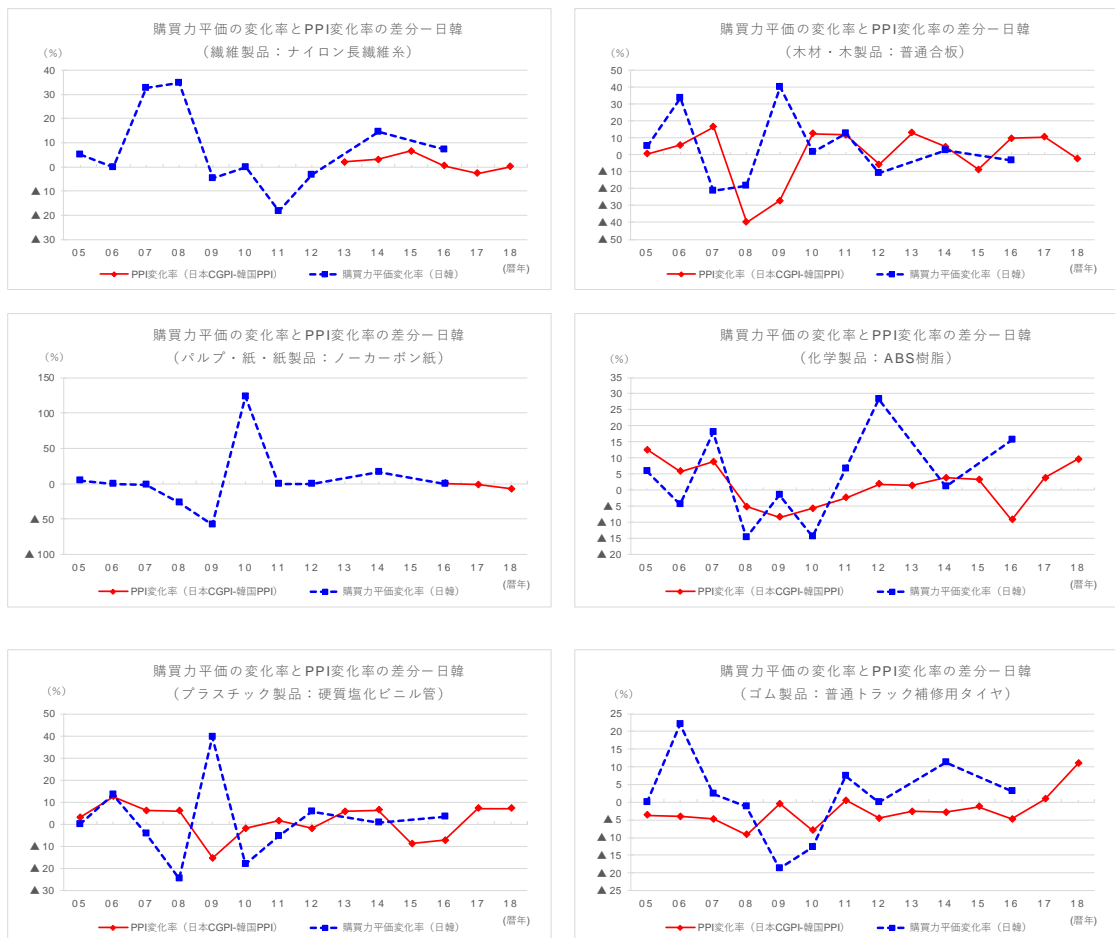 購買力平価の変化率とPPI変化率の差分ー日韓
（繊維製品：ナイロン長繊維糸）
（%）
40
30
20
10
0
▲ 10
▲ 20
▲ 30
05 06 07 08 09 10 11 12 13 14 15 16 17 18
(暦年)
PPI変化率（日本CGPI-韓国PPI） 購買力平価変化率（日韓）
購買力平価の変化率とPPI変化率の差分ー日韓
（木材・木製品：普通合板）
（%）
50
40
30
20
10
0
▲ 10
▲ 20
▲ 30
▲ 40
▲ 50
05 06 07 08 09 10 11 12 13 14 15 16 17 18
(暦年)
PPI変化率（日本CGPI-韓国PPI） 購買力平価変化率（日韓）
購買力平価の変化率とPPI変化率の差分ー日韓
（パルプ・紙・紙製品：ノーカーボン紙）
（%）
150
100
50
0
▲ 50
▲ 100
05 06 07 08 09 10 11 12 13 14 15 16 17 18
(暦年)
PPI変化率（日本CGPI-韓国PPI） 購買力平価変化率（日韓）
購買力平価の変化率とPPI変化率の差分ー日韓
（化学製品：ABS樹脂）
（%）
35
30
25
20
15
10
5
0
▲ 5
▲ 10
▲ 15
▲ 20
05 06 07 08 09 10 11 12 13 14 15 16 17 18
(暦年)
PPI変化率（日本CGPI-韓国PPI） 購買力平価変化率（日韓）
購買力平価の変化率とPPI変化率の差分ー日韓
（プラスチック製品：硬質塩化ビニル管）
（%）
50
40
30
20
10
0
▲ 10
▲ 20
▲ 30
05 06 07 08 09 10 11 12 13 14 15 16 17 18
(暦年)
PPI変化率（日本CGPI-韓国PPI） 購買力平価変化率（日韓）
購買力平価の変化率とPPI変化率の差分ー日韓
（ゴム製品：普通トラック補修用タイヤ）
（%）
25
20
15
10
5
0
▲ 5
▲ 10
▲ 15
▲ 20
▲ 25
05 06 07 08 09 10 11 12 13 14 15 16 17 18
(暦年)
PPI変化率（日本CGPI-韓国PPI） 購買力平価変化率（日韓）